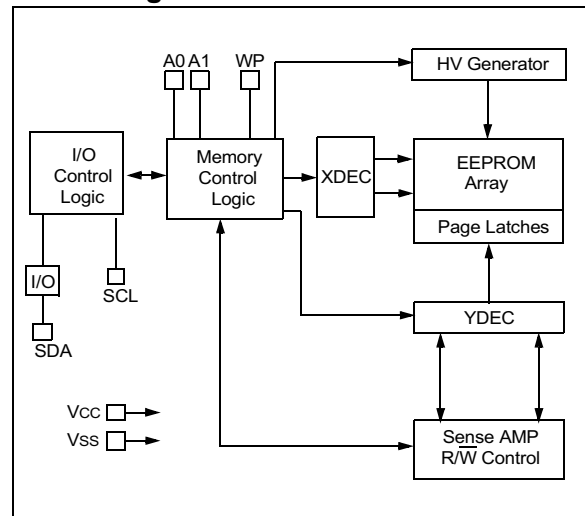 A0 A1 WP
HV Generator
I/O
Control
Logic
Memory
Control
Logic
XDEC
EEPROM
Array
Page Latches
I/O
SCL
SDA
YDEC
VCC
VSS
Sense AMP
R/W̅ Control